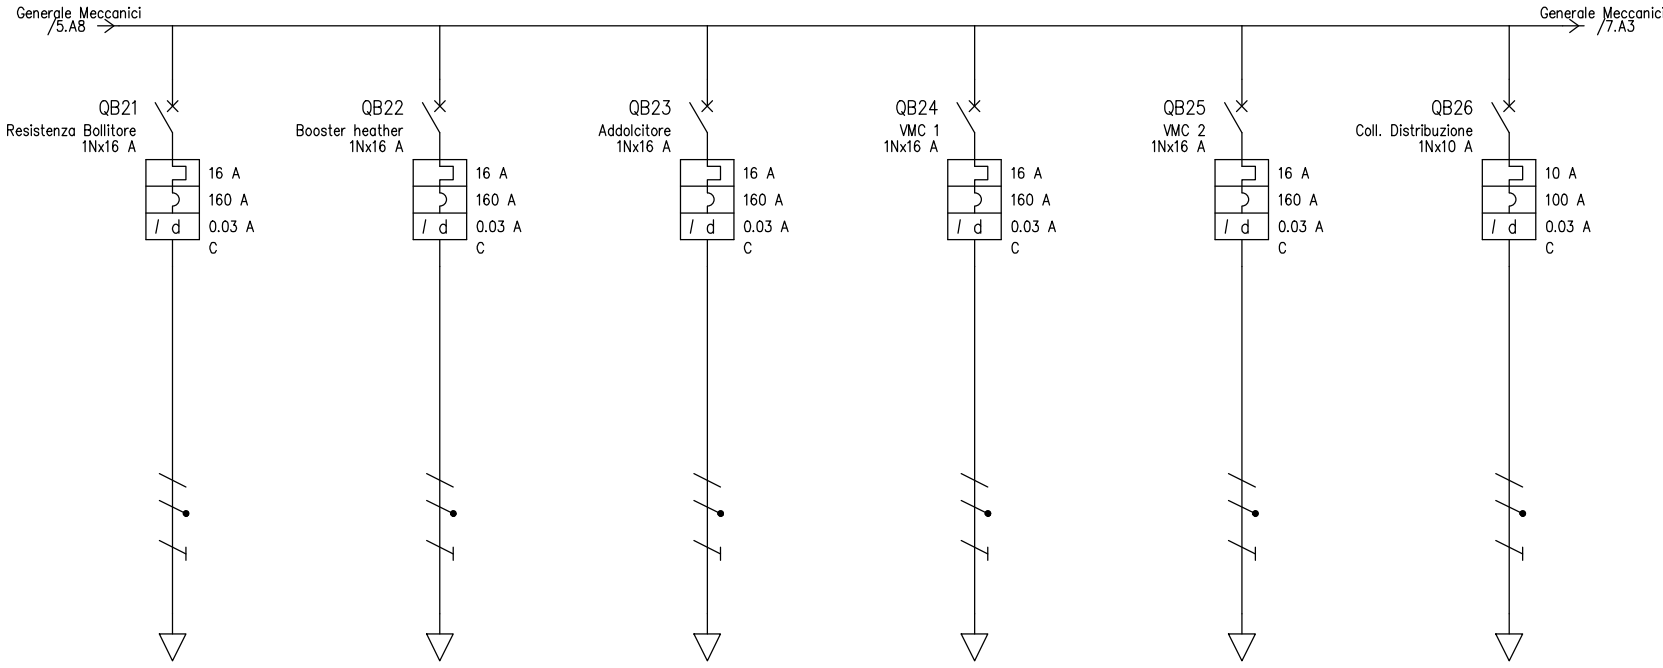 Generale Meccanici
/5.A8
Generale Meccanici
/7.A3
QB21
Resistenza Bollitore
1Nx16 A
16 A
160 A
I d
0.03 A
C
QB22
Booster heather
1Nx16 A
16 A
160 A
I d
0.03 A
C
QB23
Addolcitore
1Nx16 A
16 A
160 A
I d
0.03 A
C
QB24
VMC 1
1Nx16 A
16 A
160 A
I d
0.03 A
C
QB25
VMC 2
1Nx16 A
16 A
160 A
I d
0.03 A
C
QB26
Coll. Distribuzione
1Nx10 A
10 A
100 A
I d
0.03 A
C